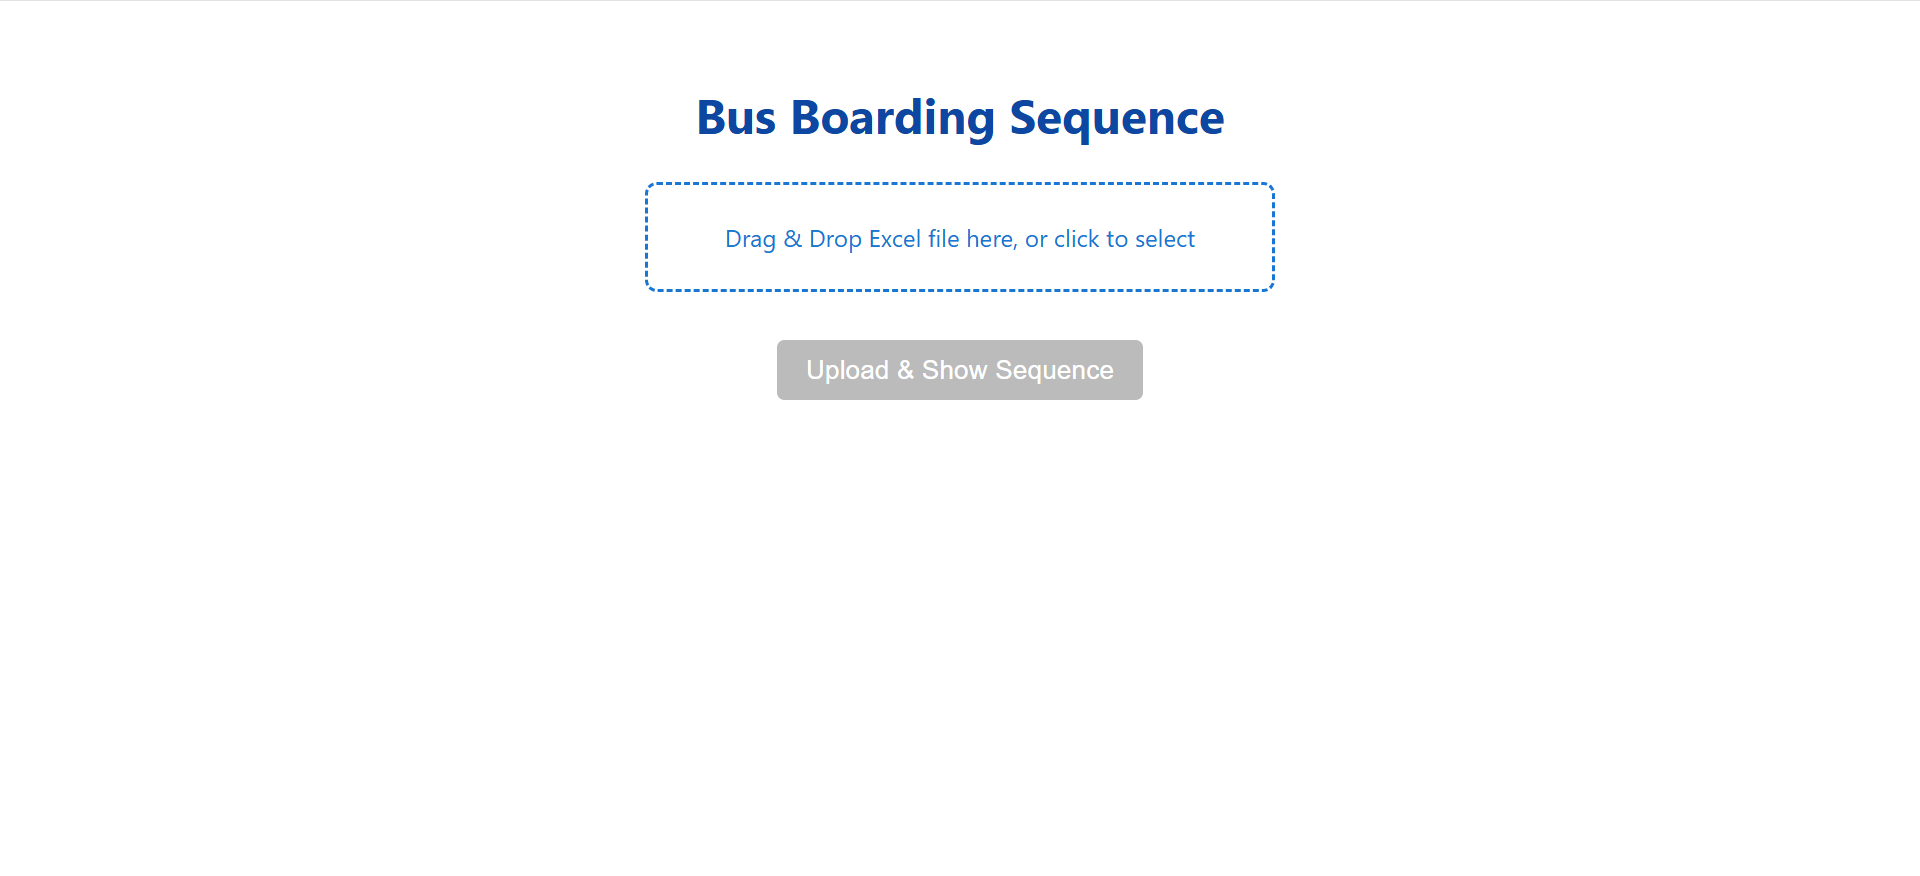 Bus Boarding Sequence
Drag & Drop Excel file here, or click to select
Upload & Show Sequence